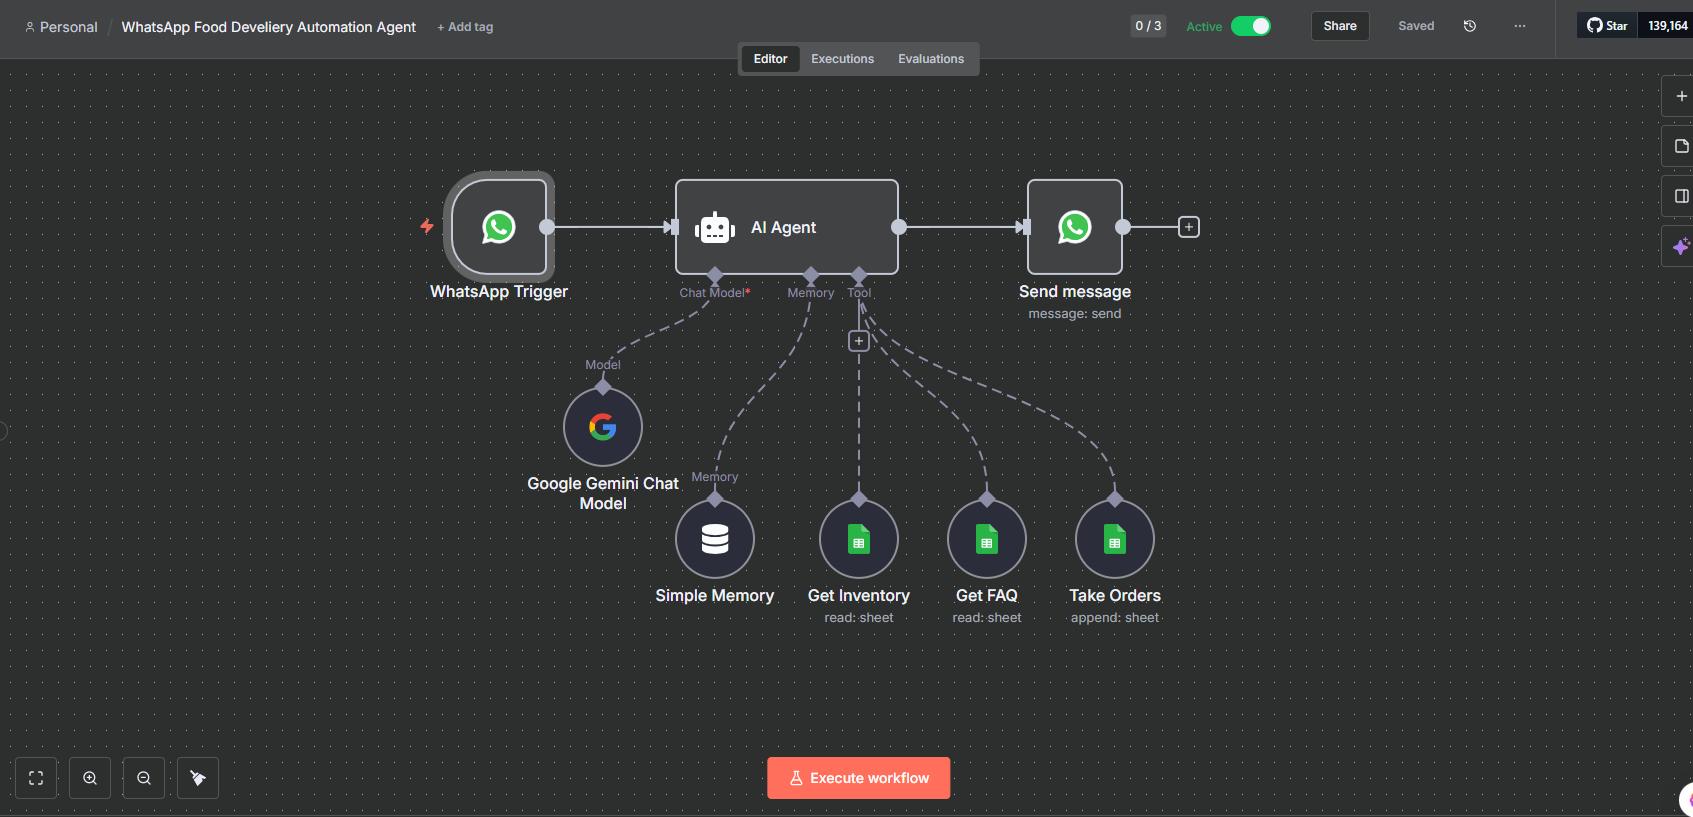 Personal / WhatsApp Food Develiery Automation Agent + Add tag
0 / 3 Active Share Saved ... Star 139,164
Editor Executions Evaluations
AI Agent
WhatsApp Trigger
Chat Model* Memory Tool
Send message
message: send
+
+
Model
Google Gemini Chat
Model
Memory
Simple Memory
Get Inventory
read: sheet
Get FAQ
read: sheet
Take Orders
append: sheet
Execute workflow